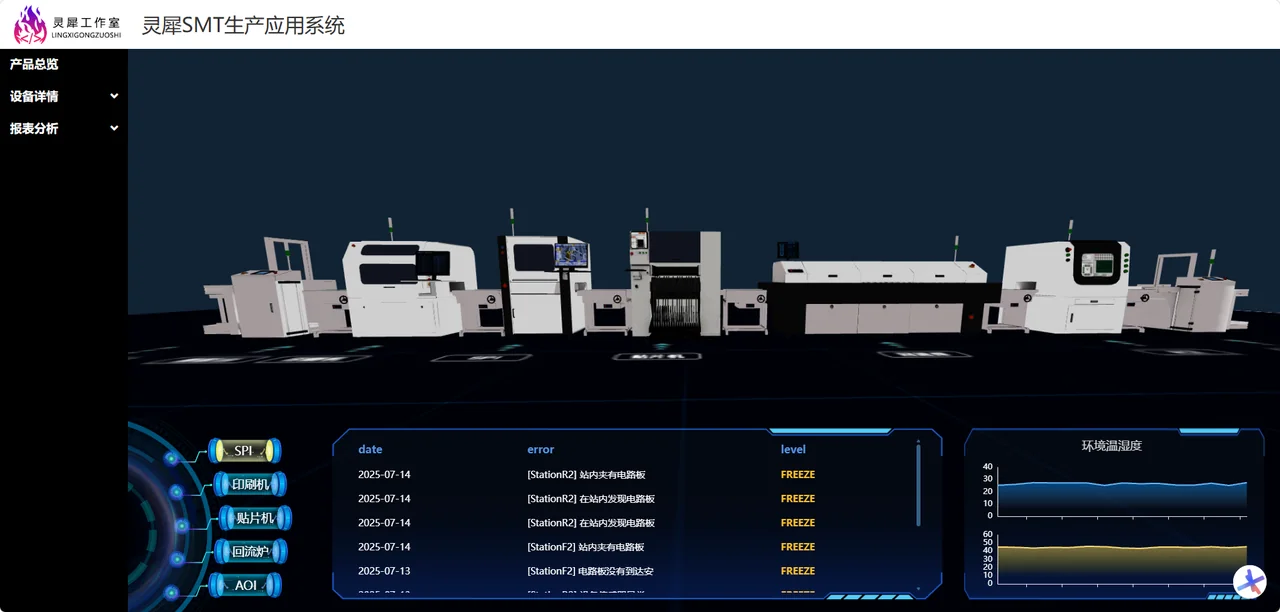 灵犀工作室
LINGXIGONGZUOSHI
灵犀SMT生产应用系统
产品总览
设备详情
报表分析
贴片机
SPI
印刷机
贴片机
回流炉
AOI
date error level
2025-07-14 [StationR2] 站内夹有电路板 FREEZE
2025-07-14 [StationR2] 在站内发现电路板 FREEZE
2025-07-14 [StationR2] 在站内发现电路板 FREEZE
2025-07-14 [StationF2] 站内夹有电路板 FREEZE
2025-07-13 [StationF2] 电路板没有到达安 FREEZE
环境温湿度
40
30
20
10
0
60
50
40
30
20
10
0